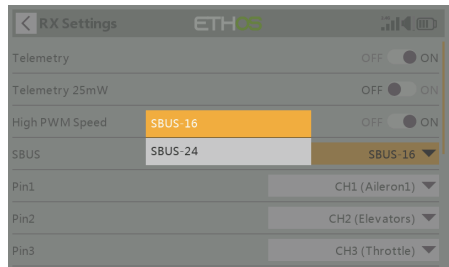 RX Settings ETHOS
Telemetry OFF ON
Telemetry 25mW OFF ON
High PWM Speed OFF ON
SBUS-16
SBUS-24
SBUS SBUS-16
Pin1 CH1 (Aileron1)
Pin2 CH2 (Elevators)
Pin3 CH3 (Throttle)